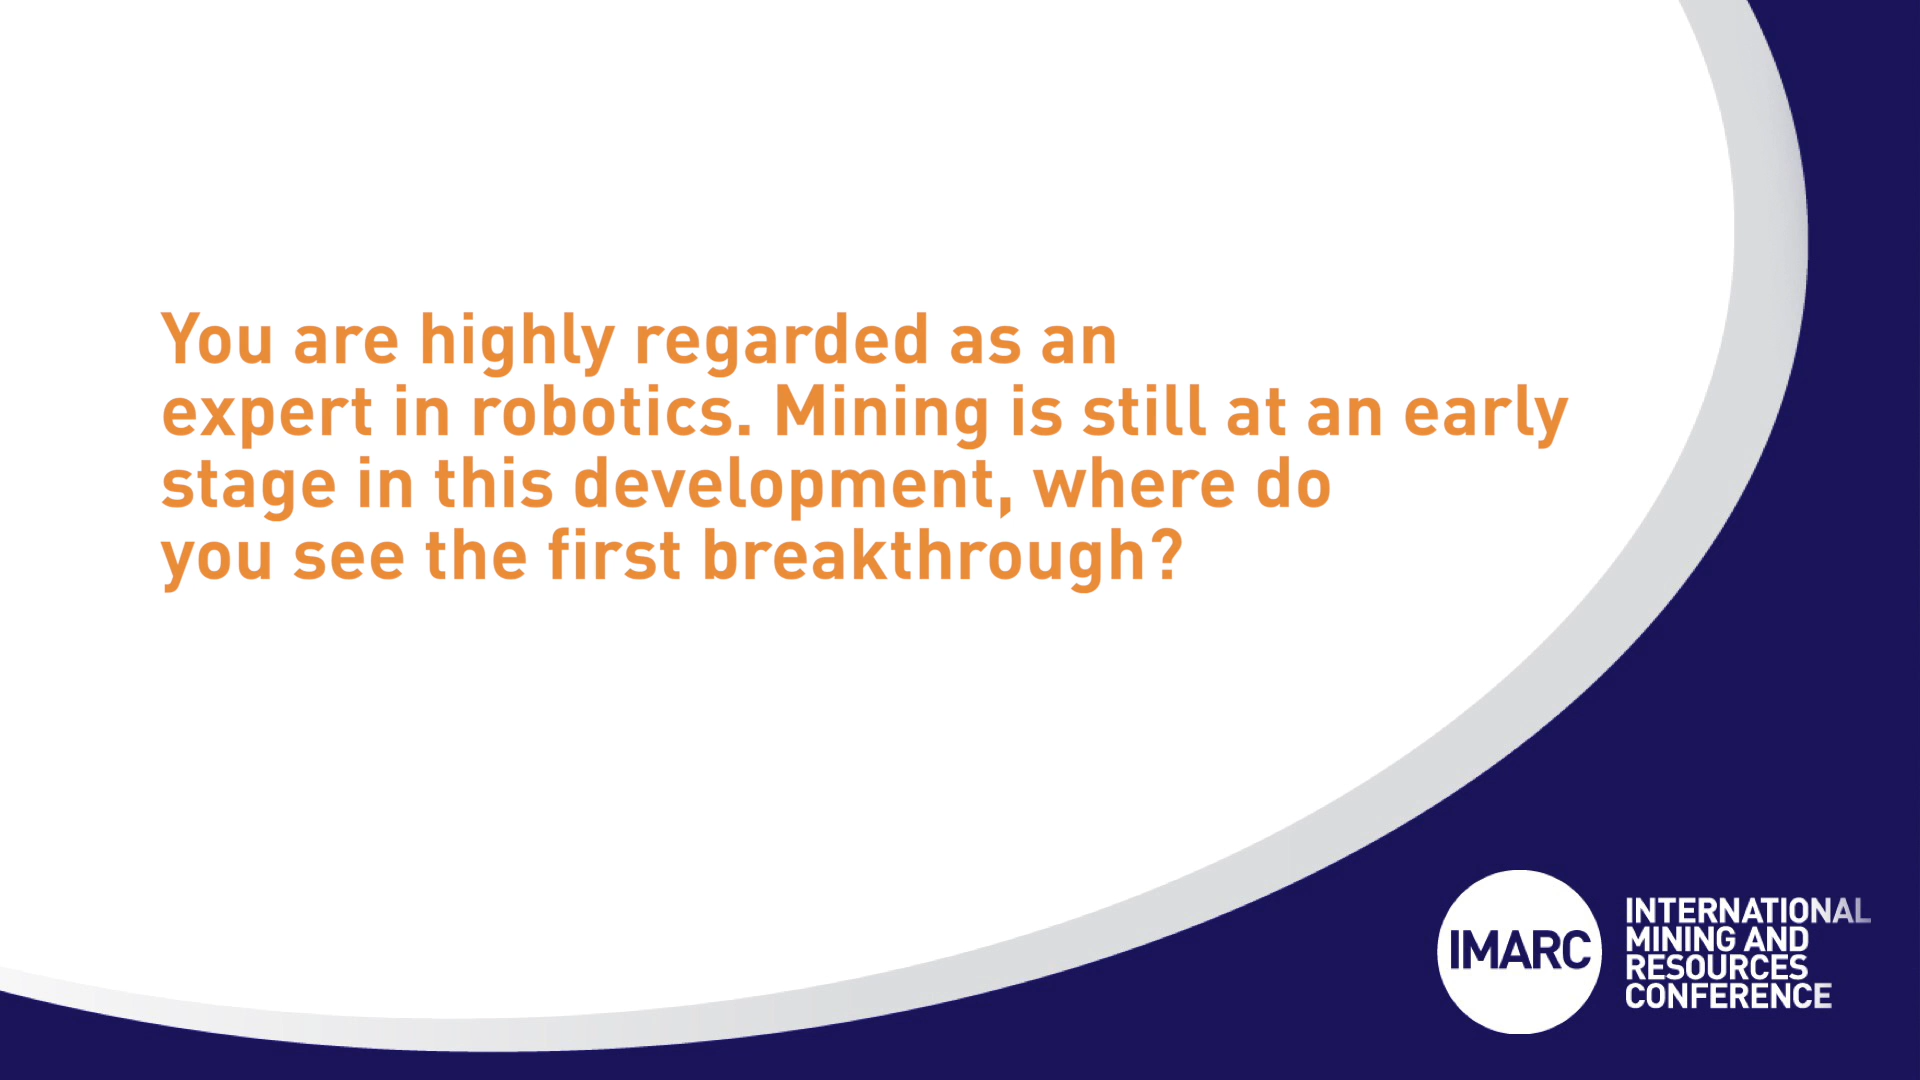 You are highly regarded as an
expert in robotics. Mining is still at an early
stage in this development, where do
you see the first breakthrough?
IMARC
INTERNATIONAL
MINING AND
RESOURCES
CONFERENCE